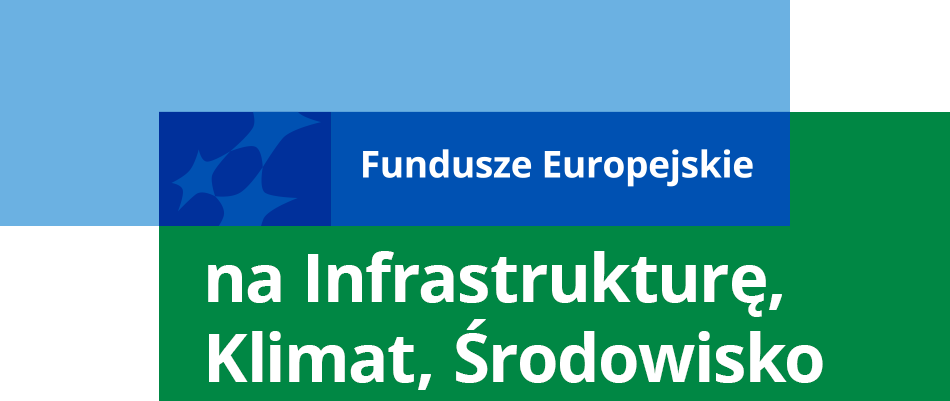 Fundusze Europejskie
na Infrastrukturę,
Klimat, Środowisko